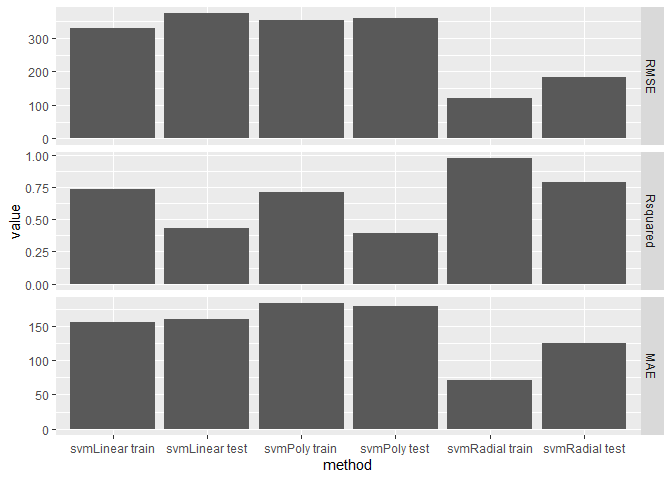 300
200
100
0
RMSE
1.00
0.75
0.50
0.25
0.00
Rsquared
value
150
100
50
0
MAE
svmLinear train svmLinear test svmPoly train svmPoly test svmRadial train svmRadial test
method